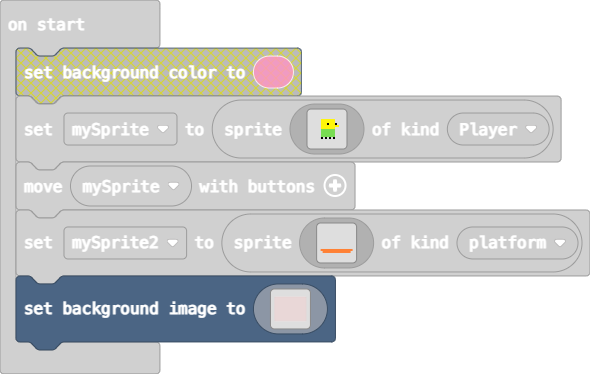 on start
set background color to
set mySprite to sprite of kind Player
move mySprite with buttons
set mySprite2 to sprite of kind platform
set background image to